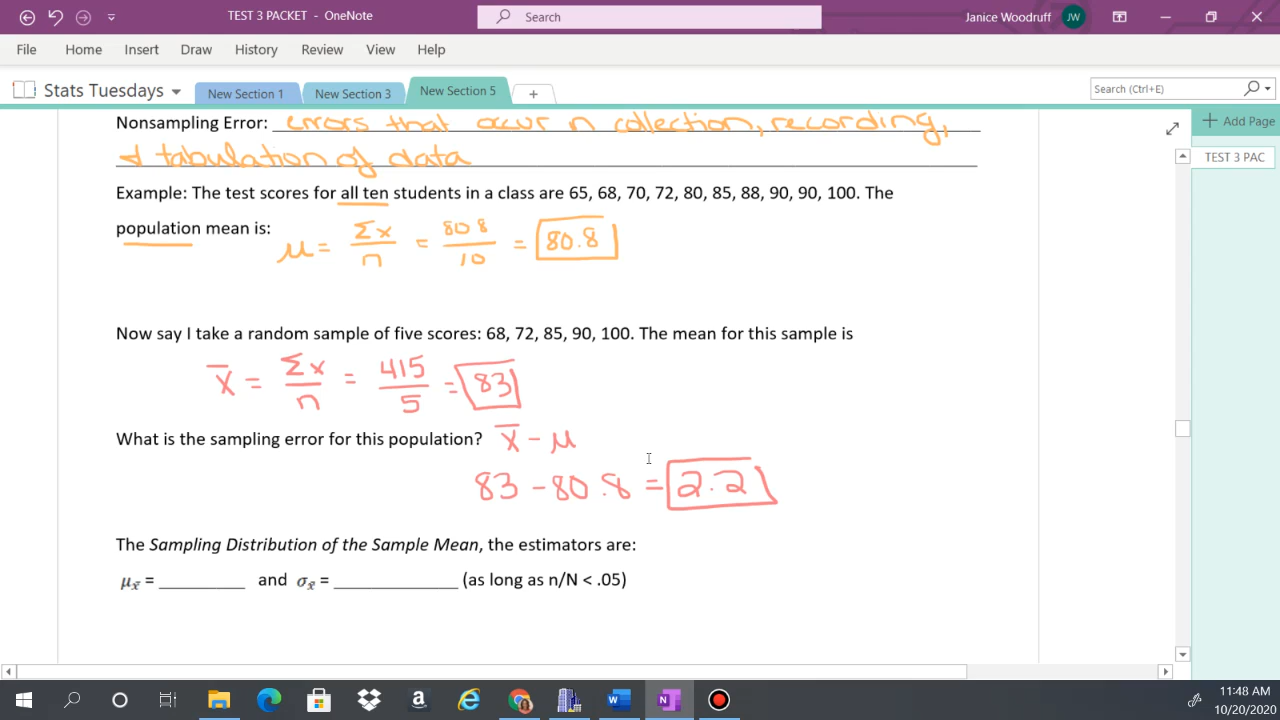 TEST 3 PACKET - OneNote
Search
Janice Woodruff
JW
File Home Insert Draw History Review View Help
Stats Tuesdays
New Section 1
New Section 3
New Section 5
+
Search (Ctrl+E)
+ Add Page
TEST 3 PAC
Nonsampling Error: errors that occur n collection, recording,
& tabulation of data
Example: The test scores for all ten students in a class are 65, 68, 70, 72, 80, 85, 88, 90, 90, 100. The
population mean is:
μ = Σx/n = 808/10 = 80.8
Now say I take a random sample of five scores: 68, 72, 85, 90, 100. The mean for this sample is
x̄ = Σx/n = 415/5 = 83
What is the sampling error for this population? x̄ - μ
83 - 80.8 = 2.2
The Sampling Distribution of the Sample Mean, the estimators are:
μx̄ = _________ and σx̄ = _____________ (as long as n/N < .05)
11:48 AM
10/20/2020